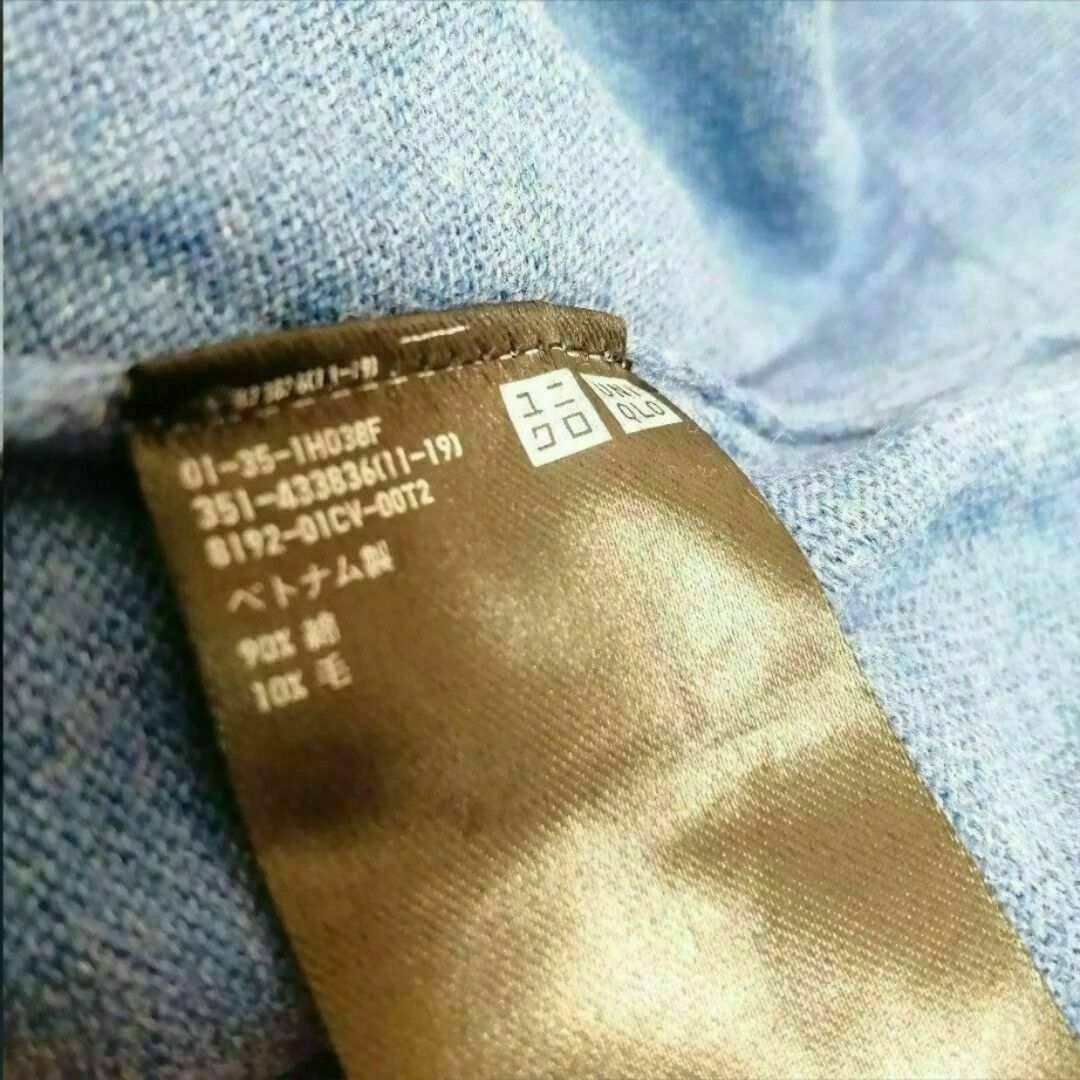 ユニ
クロ
UNI
QLO
01-35-1H038F
351-433836(11-19)
8192-01CV-00T2
ベトナム製
90% 綿
10% 毛